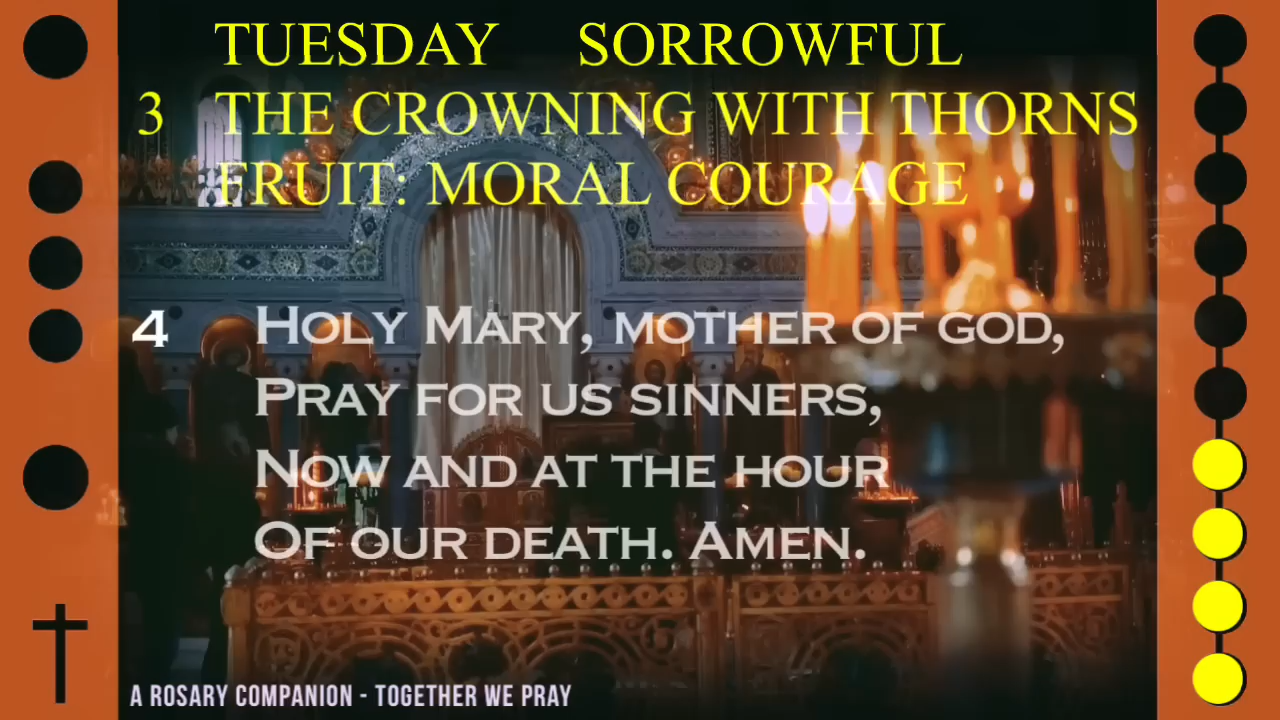 TUESDAY SORROWFUL
3 THE CROWNING WITH THORNS
FRUIT: MORAL COURAGE
4 HOLY MARY, MOTHER OF GOD,
PRAY FOR US SINNERS,
NOW AND AT THE HOUR
OF OUR DEATH. AMEN.
A ROSARY COMPANION - TOGETHER WE PRAY